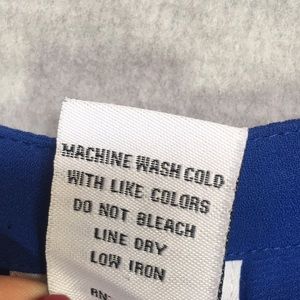 MACHINE WASH COLD
WITH LIKE COLORS
DO NOT BLEACH
LINE DRY
LOW IRON